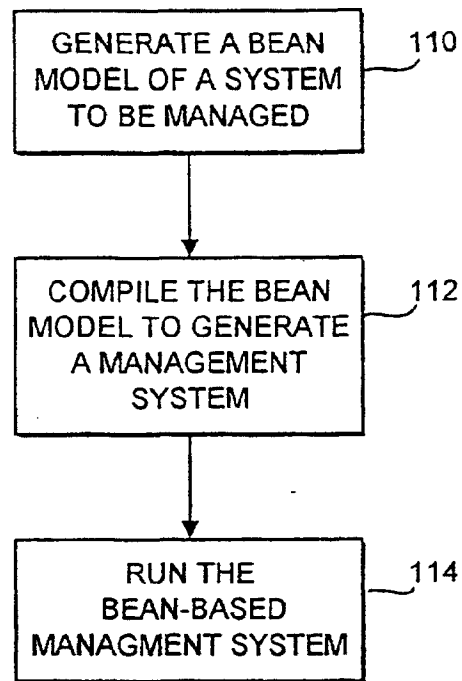 GENERATE A BEAN
MODEL OF A SYSTEM
TO BE MANAGED
110
COMPILE THE BEAN
MODEL TO GENERATE
A MANAGEMENT
SYSTEM
112
RUN THE
BEAN-BASED
MANAGMENT SYSTEM
114